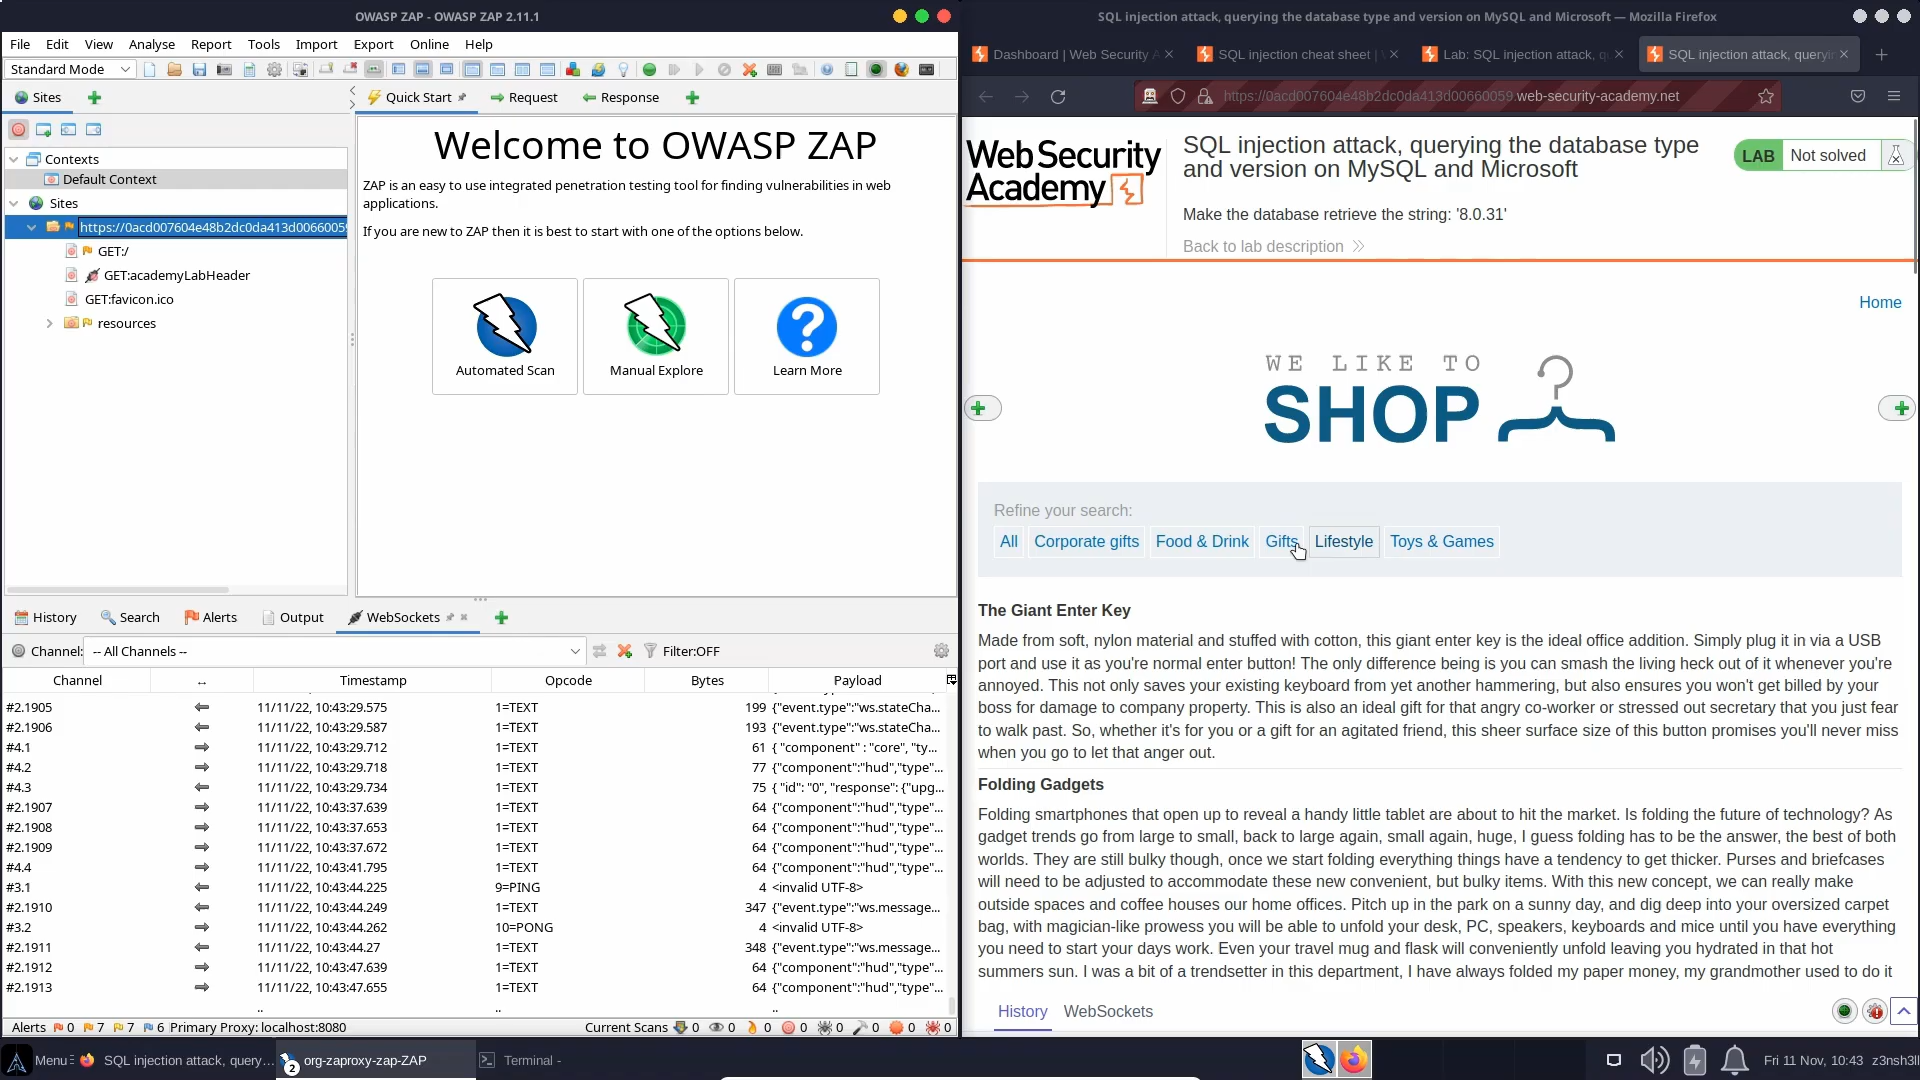 OWASP ZAP - OWASP ZAP 2.11.1
File Edit View Analyse Report Tools Import Export Online Help
Standard Mode
Sites
Quick Start
Request
Response
Contexts
Default Context
Sites
https://0acd007604e48b2dc0da413d00660059
GET:/
GET:academyLabHeader
GET:favicon.ico
resources
Welcome to OWASP ZAP
ZAP is an easy to use integrated penetration testing tool for finding vulnerabilities in web
applications.
If you are new to ZAP then it is best to start with one of the options below.
Automated Scan
Manual Explore
Learn More
History Search Alerts Output WebSockets
Channel: -- All Channels -- Filter:OFF
Channel ↔ Timestamp Opcode Bytes Payload
#2.1905 11/11/22, 10:43:29.575 1=TEXT 199 {"event.type":"ws.stateCha...
#2.1906 11/11/22, 10:43:29.587 1=TEXT 193 {"event.type":"ws.stateCha...
#4.1 11/11/22, 10:43:29.712 1=TEXT 61 { "component" : "core", "ty...
#4.2 11/11/22, 10:43:29.718 1=TEXT 77 {"component":"hud","type"...
#4.3 11/11/22, 10:43:29.734 1=TEXT 75 { "id": "0", "response": {"upg...
#2.1907 11/11/22, 10:43:37.639 1=TEXT 64 {"component":"hud","type"...
#2.1908 11/11/22, 10:43:37.653 1=TEXT 64 {"component":"hud","type"...
#2.1909 11/11/22, 10:43:37.672 1=TEXT 64 {"component":"hud","type"...
#4.4 11/11/22, 10:43:41.795 1=TEXT 64 {"component":"hud","type"...
#3.1 11/11/22, 10:43:44.225 9=PING 4 <invalid UTF-8>
#2.1910 11/11/22, 10:43:44.249 1=TEXT 347 {"event.type":"ws.message...
#3.2 11/11/22, 10:43:44.262 10=PONG 4 <invalid UTF-8>
#2.1911 11/11/22, 10:43:44.27 1=TEXT 348 {"event.type":"ws.message...
#2.1912 11/11/22, 10:43:47.639 1=TEXT 64 {"component":"hud","type"...
#2.1913 11/11/22, 10:43:47.655 1=TEXT 64 {"component":"hud","type"...
.. .. ..
Alerts 0 7 7 6 Primary Proxy: localhost:8080 Current Scans 0 0 0 0 0 0 0 0
SQL injection attack, querying the database type and version on MySQL and Microsoft — Mozilla Firefox
Dashboard | Web Security A
SQL injection cheat sheet |
Lab: SQL injection attack, q
SQL injection attack, queryin
https://0acd007604e48b2dc0da413d00660059.web-security-academy.net
Web Security
Academy
SQL injection attack, querying the database type
and version on MySQL and Microsoft
LAB Not solved
Make the database retrieve the string: '8.0.31'
Back to lab description
Home
WE LIKE TO
SHOP
Refine your search:
All Corporate gifts Food & Drink Gifts Lifestyle Toys & Games
The Giant Enter Key
Made from soft, nylon material and stuffed with cotton, this giant enter key is the ideal office addition. Simply plug it in via a USB
port and use it as you're normal enter button! The only difference being is you can smash the living heck out of it whenever you're
annoyed. This not only saves your existing keyboard from yet another hammering, but also ensures you won't get billed by your
boss for damage to company property. This is also an ideal gift for that angry co-worker or stressed out secretary that you just fear
to walk past. So, whether it's for you or a gift for an agitated friend, this sheer surface size of this button promises you'll never miss
when you go to let that anger out.
Folding Gadgets
Folding smartphones that open up to reveal a handy little tablet are about to hit the market. Is folding the future of technology? As
gadget trends go from large to small, back to large again, small again, huge, I guess folding has to be the answer, the best of both
worlds. They are still bulky though, once we start folding everything things have a tendency to get thicker. Purses and briefcases
will need to be adjusted to accommodate these new convenient, but bulky items. With this new concept, we can really make
outside spaces and coffee houses our home offices. Pitch up in the park on a sunny day, and dig deep into your oversized carpet
bag, with magician-like prowess you will be able to unfold your desk, PC, speakers, keyboards and mice until you have everything
you need to start your days work. Even your travel mug and flask will conveniently unfold leaving you hydrated in that hot
summers sun. I was a bit of a trendsetter in this department, I have always folded my paper money, my grandmother used to do it
History WebSockets
Menu SQL injection attack, query... 2 org-zaproxy-zap-ZAP Terminal - Fri 11 Nov, 10:43 z3nsh3ll